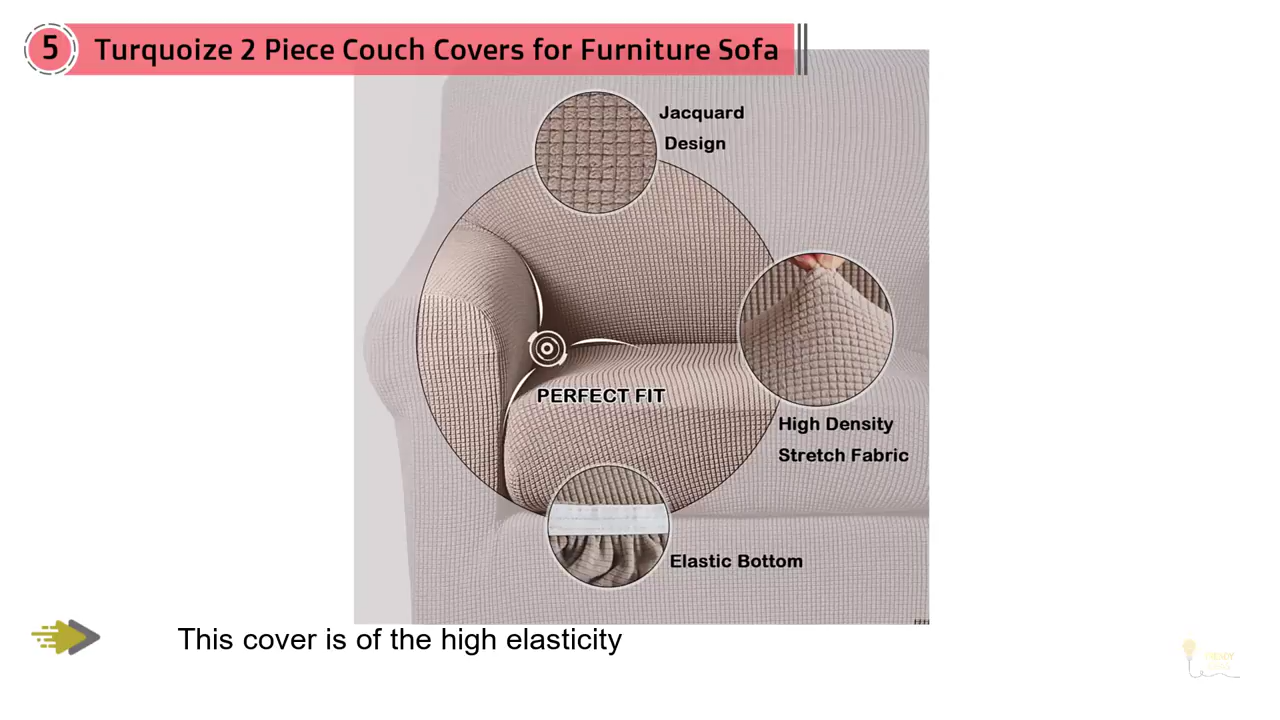 5
Turquoize 2 Piece Couch Covers for Furniture Sofa
Jacquard
Design
PERFECT FIT
High Density
Stretch Fabric
Elastic Bottom
This cover is of the high elasticity